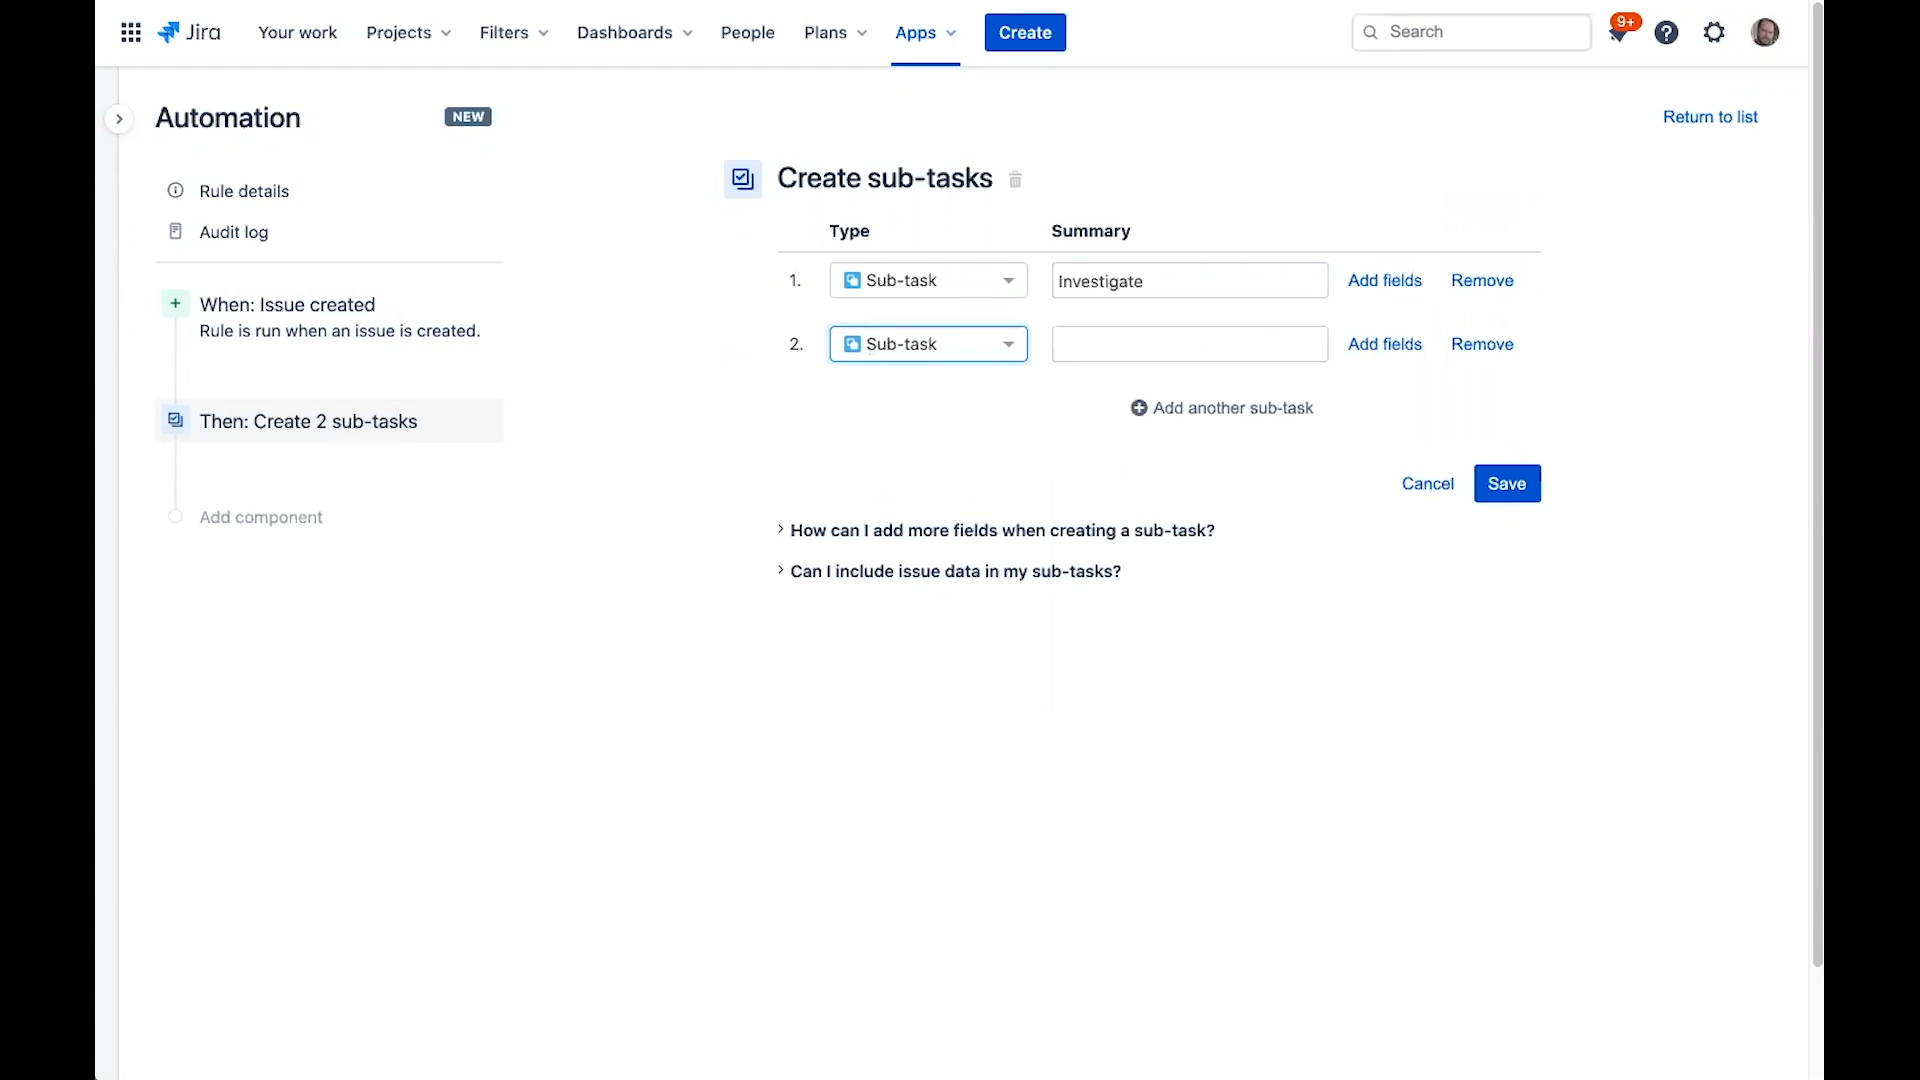 Jira Your work Projects Filters Dashboards People Plans Apps Create Search 9+
Automation NEW Return to list
Create sub-tasks
Rule details
Audit log
Type Summary
1. Sub-task Investigate Add fields Remove
When: Issue created
Rule is run when an issue is created.
2. Sub-task Add fields Remove
Add another sub-task
Then: Create 2 sub-tasks
Cancel Save
Add component
How can I add more fields when creating a sub-task?
Can I include issue data in my sub-tasks?